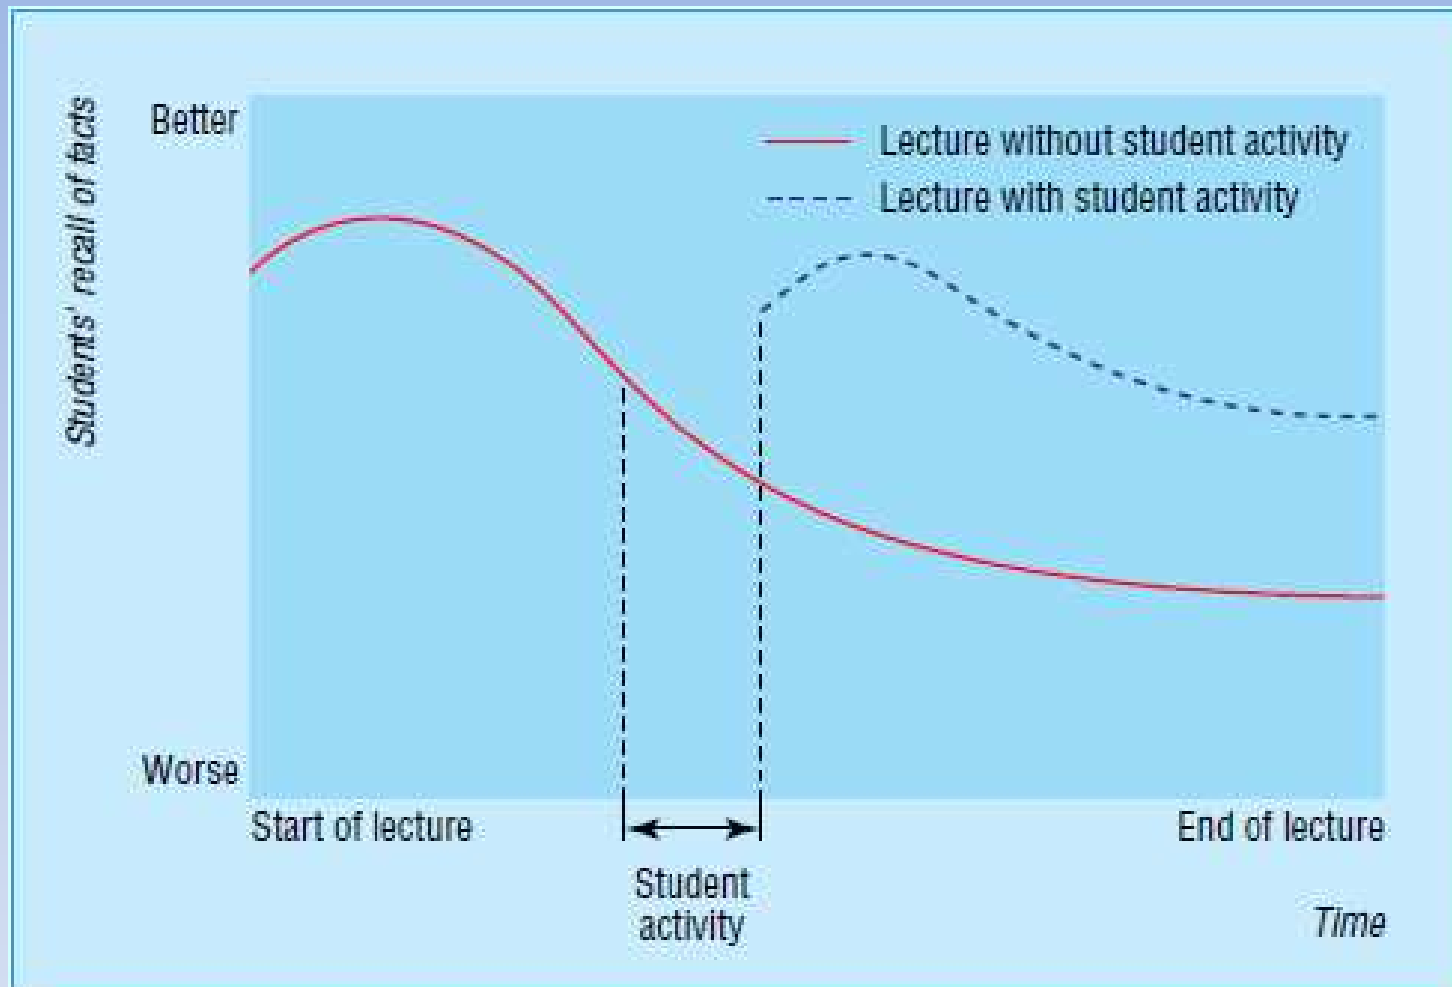 Students' recall of facts
Better
Lecture without student activity
Lecture with student activity
Worse
Start of lecture
End of lecture
Student
activity
Time